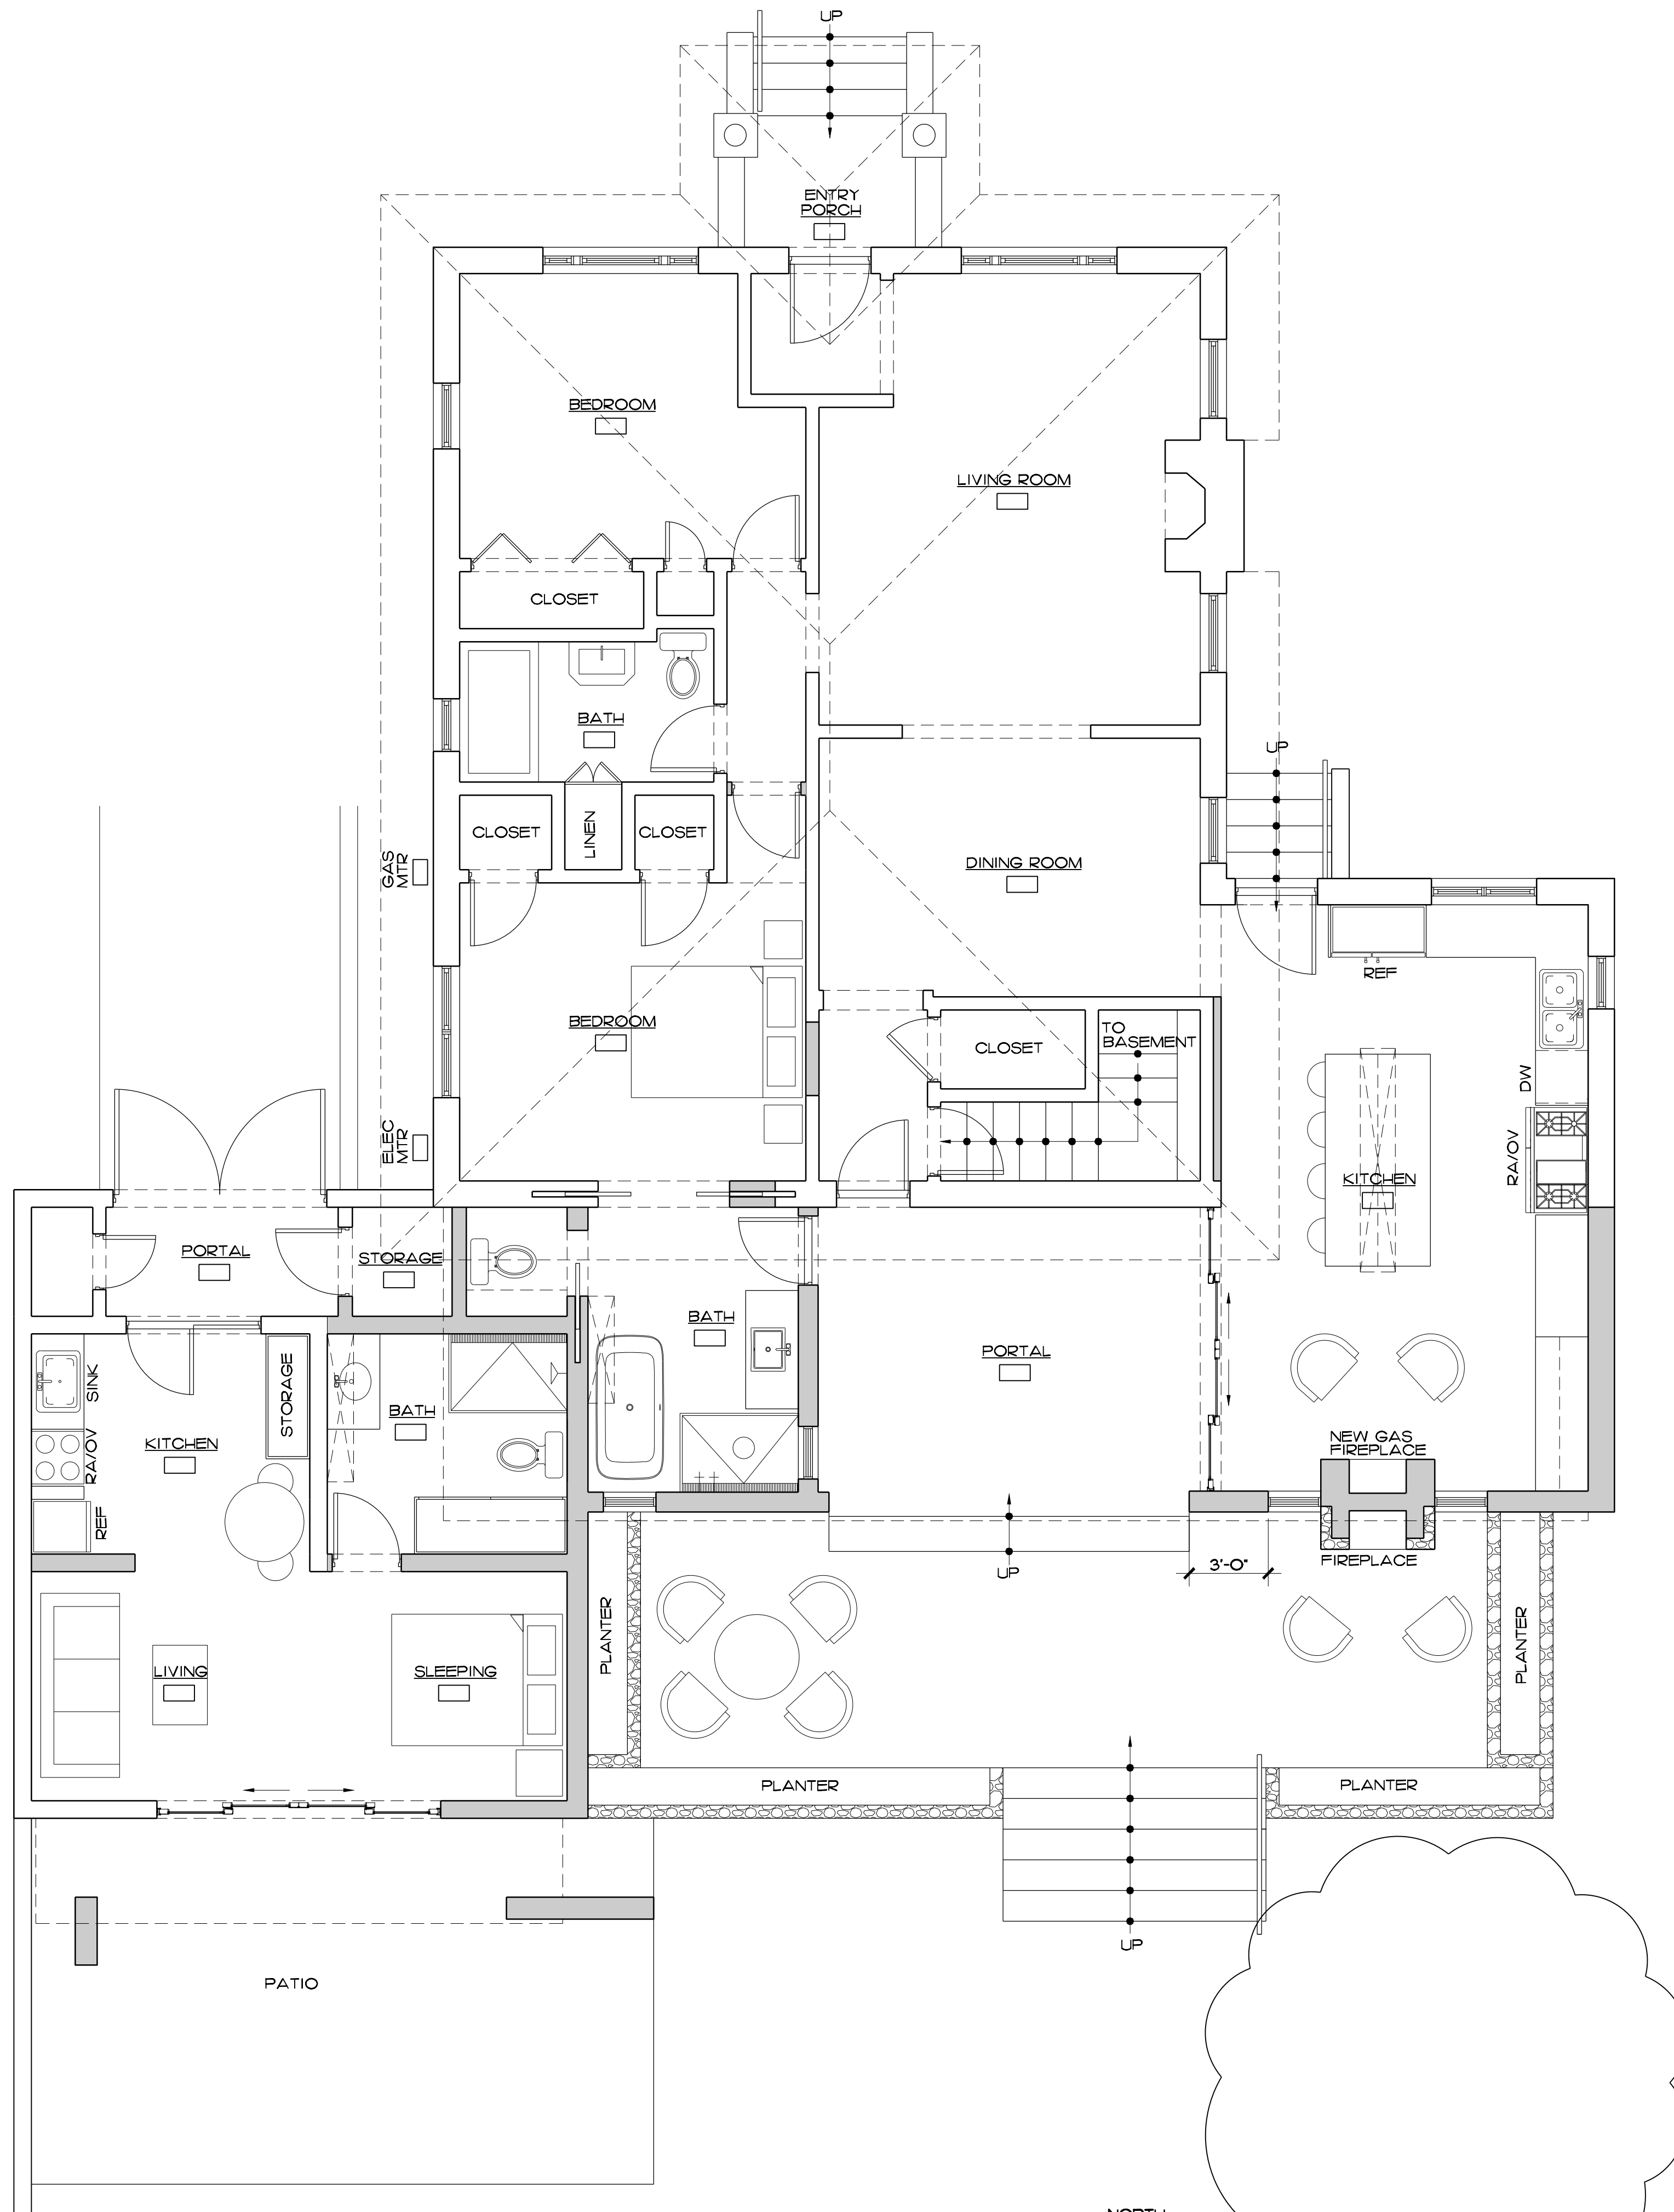 UP
ENTRY
PORCH
BEDROOM
LIVING ROOM
CLOSET
BATH
UP
CLOSET
LINEN
CLOSET
GAS
MTR
DINING ROOM
REF
BEDROOM
CLOSET
TO
BASEMENT
DW
ELEC
MTR
RA/OV
KITCHEN
PORTAL
STORAGE
BATH
PORTAL
SINK
STORAGE
BATH
KITCHEN
RA/OV
NEW GAS
FIREPLACE
REF
FIREPLACE
UP
3'-0"
PLANTER
PLANTER
LIVING
SLEEPING
PLANTER
PLANTER
UP
PATIO
NORTH